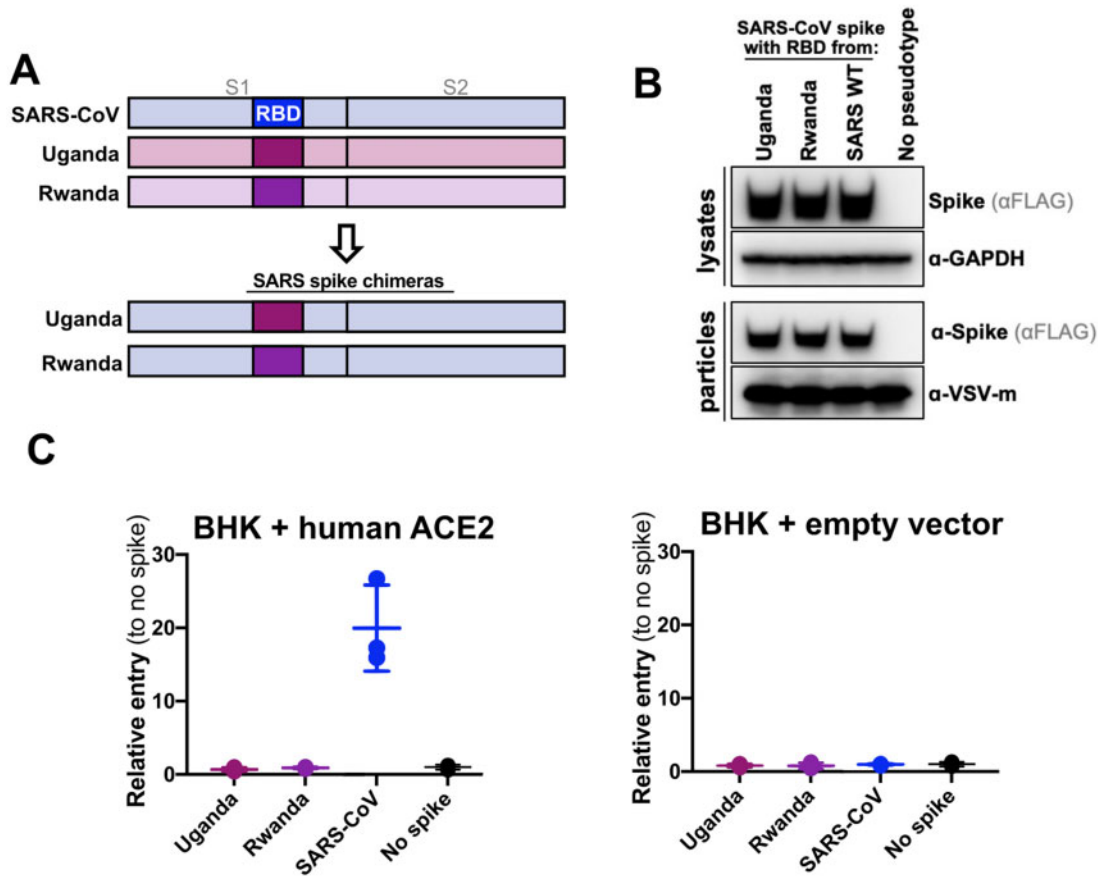 A
S1
S2
SARS-CoV
RBD
Uganda
Rwanda
SARS spike chimeras
Uganda
Rwanda
B
SARS-CoV spike
with RBD from:
Uganda
Rwanda
SARS WT
No pseudotype
lysates
Spike (αFLAG)
α-GAPDH
particles
α-Spike (αFLAG)
α-VSV-m
C
BHK + human ACE2
Relative entry (to no spike)
30
20
10
0
Uganda
Rwanda
SARS-CoV
No spike
BHK + empty vector
Relative entry (to no spike)
30
20
10
0
Uganda
Rwanda
SARS-CoV
No spike